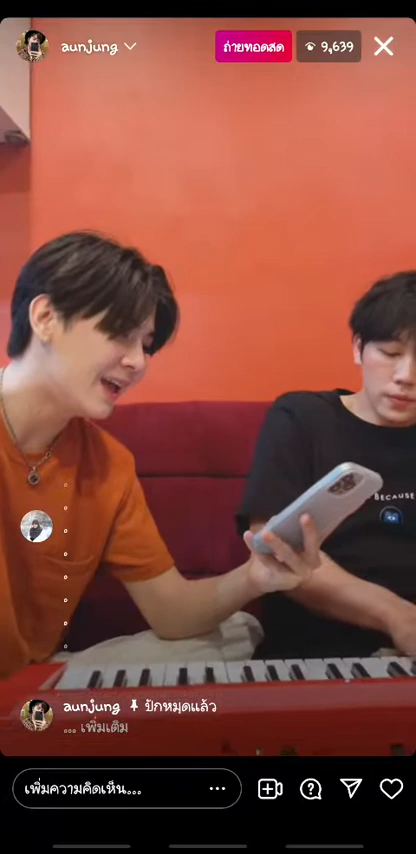 aunjung
ถ่ายทอดสด
9,639
BECAUSE
aunjung ปักหมุดแล้ว
... เพิ่มเติม
เพิ่มความคิดเห็น...